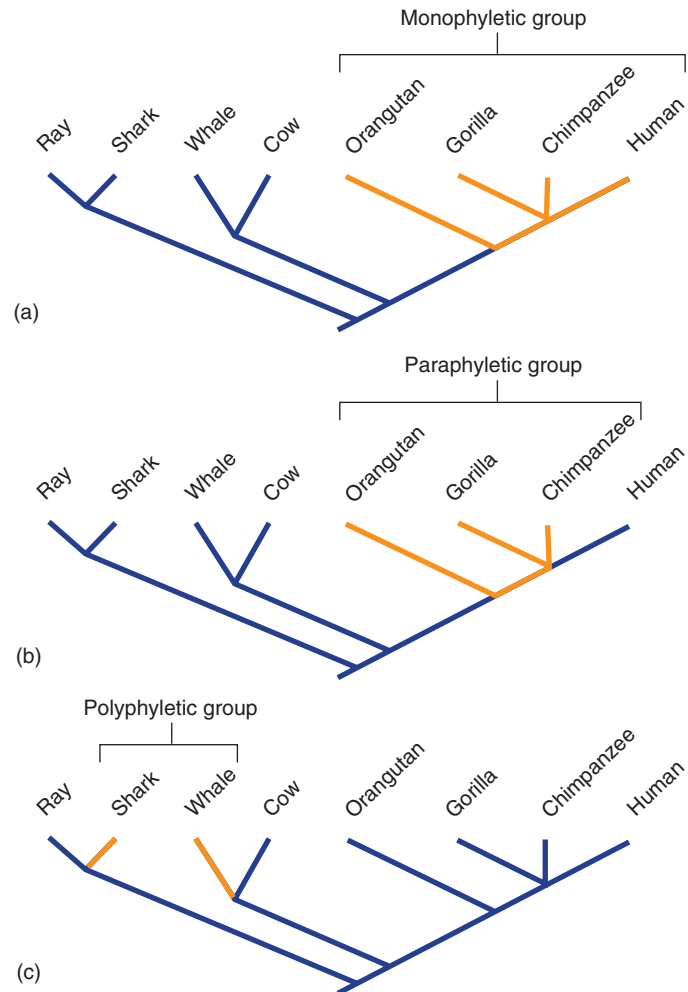 Monophyletic group
Ray
Shark
Whale
Cow
Orangutan
Gorilla
Chimpanzee
Human
(a)
Paraphyletic group
Ray
Shark
Whale
Cow
Orangutan
Gorilla
Chimpanzee
Human
(b)
Polyphyletic group
Ray
Shark
Whale
Cow
Orangutan
Gorilla
Chimpanzee
Human
(c)